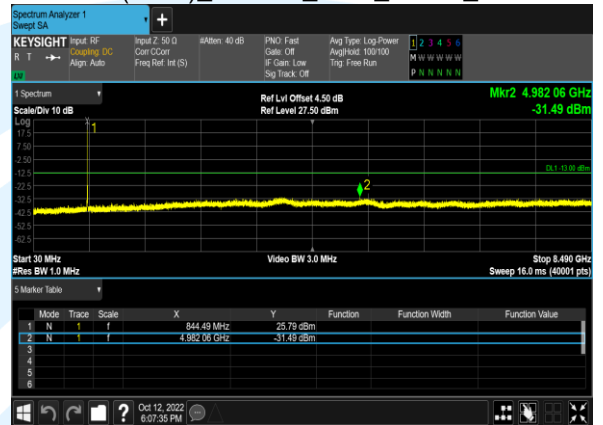 Spectrum Analyzer 1
Swept SA
+
KEYSIGHT Input: RF Input Z: 50 Ω #Atten: 40 dB PNO: Fast Avg Type: Log-Power 1 2 3 4 5 6
R T Coupling: DC Corr CCorr Gate: Off Avg|Hold: 100/100 M W W W W W
Align: Auto Freq Ref: Int (S) IF Gain: Low Trig: Free Run
LU Sig Track: Off P N N N N N
1 Spectrum Ref Lvl Offset 4.50 dB Mkr2 4.982 06 GHz
Scale/Div 10 dB Ref Level 27.50 dBm -31.49 dBm
Log
1
17.5
7.50
-2.50
-12.5 DL1 -13.00 dBm
-22.5 2
-32.5
-42.5
-52.5
-62.5
Start 30 MHz Video BW 3.0 MHz Stop 8.490 GHz
#Res BW 1.0 MHz Sweep 16.0 ms (40001 pts)
5 Marker Table
Mode Trace Scale X Y Function Function Width Function Value
1 N 1 f 844.49 MHz 25.79 dBm
2 N 1 f 4.982 06 GHz -31.49 dBm
3
4
5
6
? Oct 12, 2022
6:07:35 PM